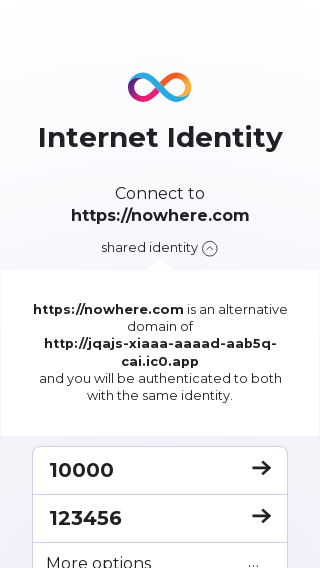 Internet Identity
Connect to
https://nowhere.com
shared identity
https://nowhere.com is an alternative
domain of
http://jqajs-xiaaa-aaaad-aab5q-
cai.ic0.app
and you will be authenticated to both
with the same identity.
10000
123456
More options
...